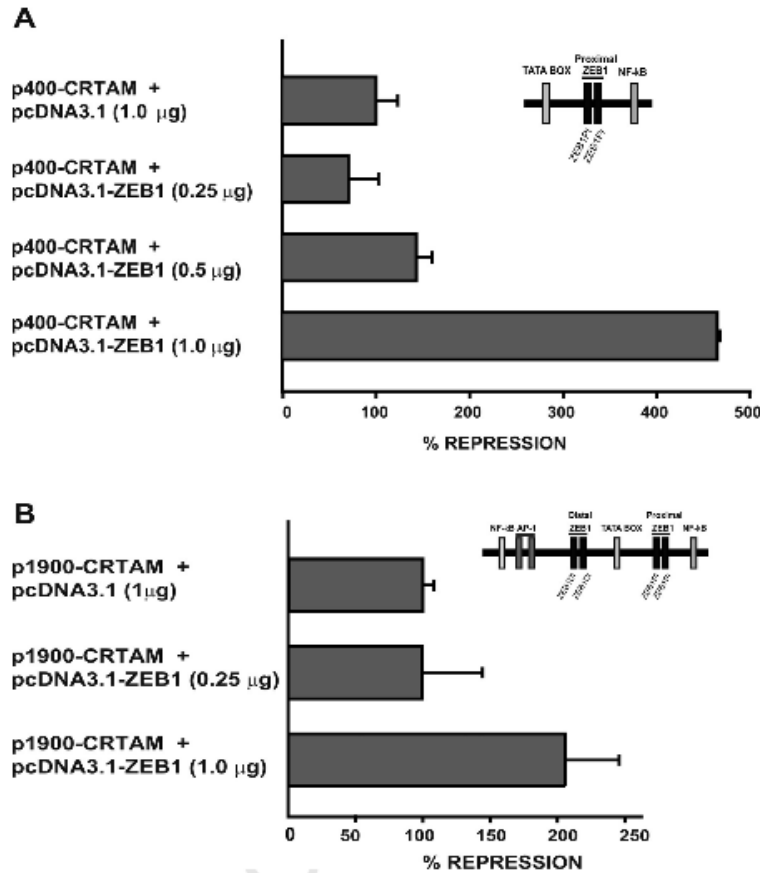 A
p400-CRTAM +
pcDNA3.1 (1.0 μg)
p400-CRTAM +
pcDNA3.1-ZEB1 (0.25 μg)
p400-CRTAM +
pcDNA3.1-ZEB1 (0.5 μg)
p400-CRTAM +
pcDNA3.1-ZEB1 (1.0 μg)
Proximal
TATA BOX ZEB1 NF-kB
0 100 200 300 400 500
% REPRESSION
B
p1900-CRTAM +
pcDNA3.1 (1μg)
p1900-CRTAM +
pcDNA3.1-ZEB1 (0.25 μg)
p1900-CRTAM +
pcDNA3.1-ZEB1 (1.0 μg)
Distal Proximal
NF-kB AP-1 ZEB1 TATA BOX ZEB1 NF-kB
0 50 100 150 200 250
% REPRESSION